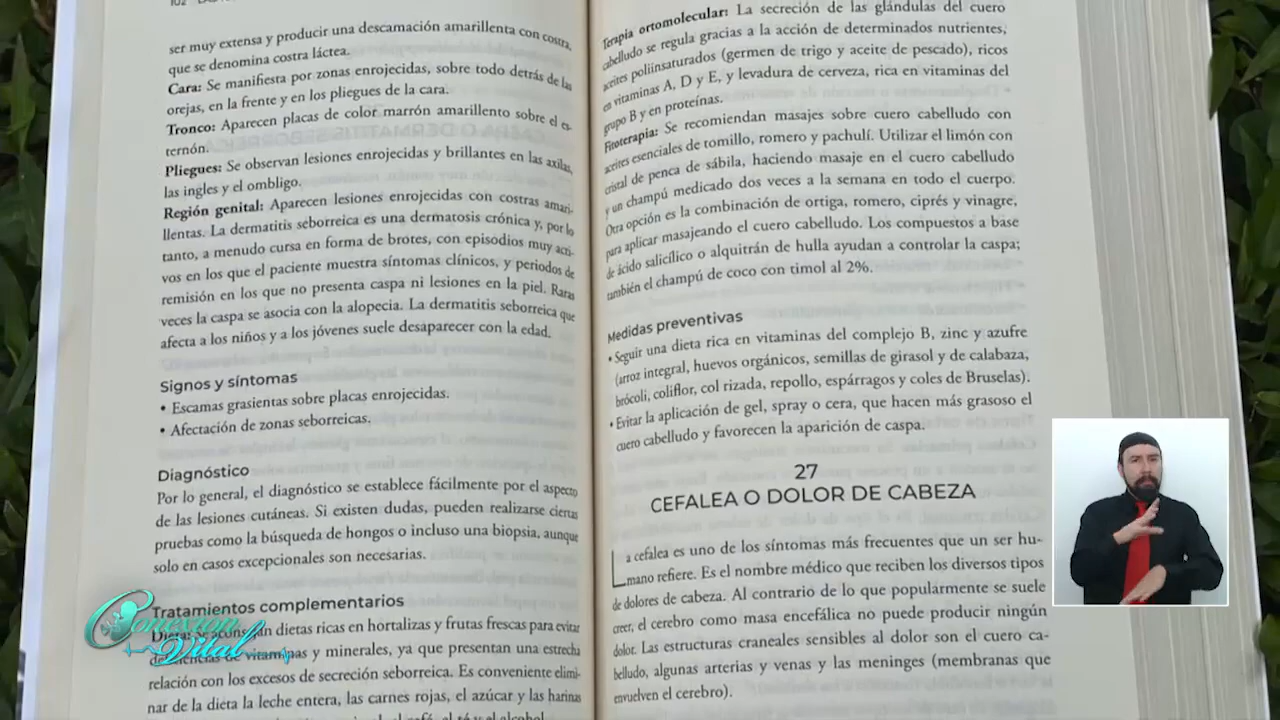 102
ser muy extensa y producir una descamación amarillenta con costra,
que se denomina costra láctea.
Cara: Se manifiesta por zonas enrojecidas, sobre todo detrás de las
orejas, en la frente y en los pliegues de la cara.
Tronco: Aparecen placas de color marrón amarillento sobre el es-
ternón.
Pliegues: Se observan lesiones enrojecidas y brillantes en las axilas,
las ingles y el ombligo.
Región genital: Aparecen lesiones enrojecidas con costras amari-
llentas. La dermatitis seborreica es una dermatosis crónica y, por lo
tanto, a menudo cursa en forma de brotes, con episodios muy acti-
vos en los que el paciente muestra síntomas clínicos, y periodos de
remisión en los que no presenta caspa ni lesiones en la piel. Raras
veces la caspa se asocia con la alopecia. La dermatitis seborreica que
afecta a los niños y a los jóvenes suele desaparecer con la edad.
Signos y síntomas
• Escamas grasientas sobre placas enrojecidas.
• Afectación de zonas seborreicas.
Diagnóstico
Por lo general, el diagnóstico se establece fácilmente por el aspecto
de las lesiones cutáneas. Si existen dudas, pueden realizarse ciertas
pruebas como la búsqueda de hongos o incluso una biopsia, aunque
solo en casos excepcionales son necesarias.
Tratamientos complementarios
Dieta: Se aconsejan dietas ricas en hortalizas y frutas frescas para evitar
deficiencias de vitaminas y minerales, ya que presentan una estrecha
relación con los excesos de secreción seborreica. Es conveniente elimi-
nar de la dieta la leche entera, las carnes rojas, el azúcar y las harinas
el café, el té y el alcohol
Terapia ortomolecular: La secreción de las glándulas del cuero
cabelludo se regula gracias a la acción de determinados nutrientes,
aceites poliinsaturados (germen de trigo y aceite de pescado), ricos
en vitaminas A, D y E, y levadura de cerveza, rica en vitaminas del
grupo B y en proteínas.
Fitoterapia: Se recomiendan masajes sobre cuero cabelludo con
aceites esenciales de tomillo, romero y pachulí. Utilizar el limón con
cristal de penca de sábila, haciendo masaje en el cuero cabelludo
y un champú medicado dos veces a la semana en todo el cuerpo.
Otra opción es la combinación de ortiga, romero, ciprés y vinagre,
para aplicar masajeando el cuero cabelludo. Los compuestos a base
de ácido salicílico o alquitrán de hulla ayudan a controlar la caspa;
también el champú de coco con timol al 2%.
Medidas preventivas
• Seguir una dieta rica en vitaminas del complejo B, zinc y azufre
(arroz integral, huevos orgánicos, semillas de girasol y de calabaza,
brócoli, coliflor, col rizada, repollo, espárragos y coles de Bruselas).
• Evitar la aplicación de gel, spray o cera, que hacen más grasoso el
cuero cabelludo y favorecen la aparición de caspa.
27
CEFALEA O DOLOR DE CABEZA
La cefalea es uno de los síntomas más frecuentes que un ser hu-
mano refiere. Es el nombre médico que reciben los diversos tipos
de dolores de cabeza. Al contrario de lo que popularmente se suele
creer, el cerebro como masa encefálica no puede producir ningún
dolor. Las estructuras craneales sensibles al dolor son el cuero ca-
belludo, algunas arterias y venas y las meninges (membranas que
envuelven el cerebro).
Conexión
Vital